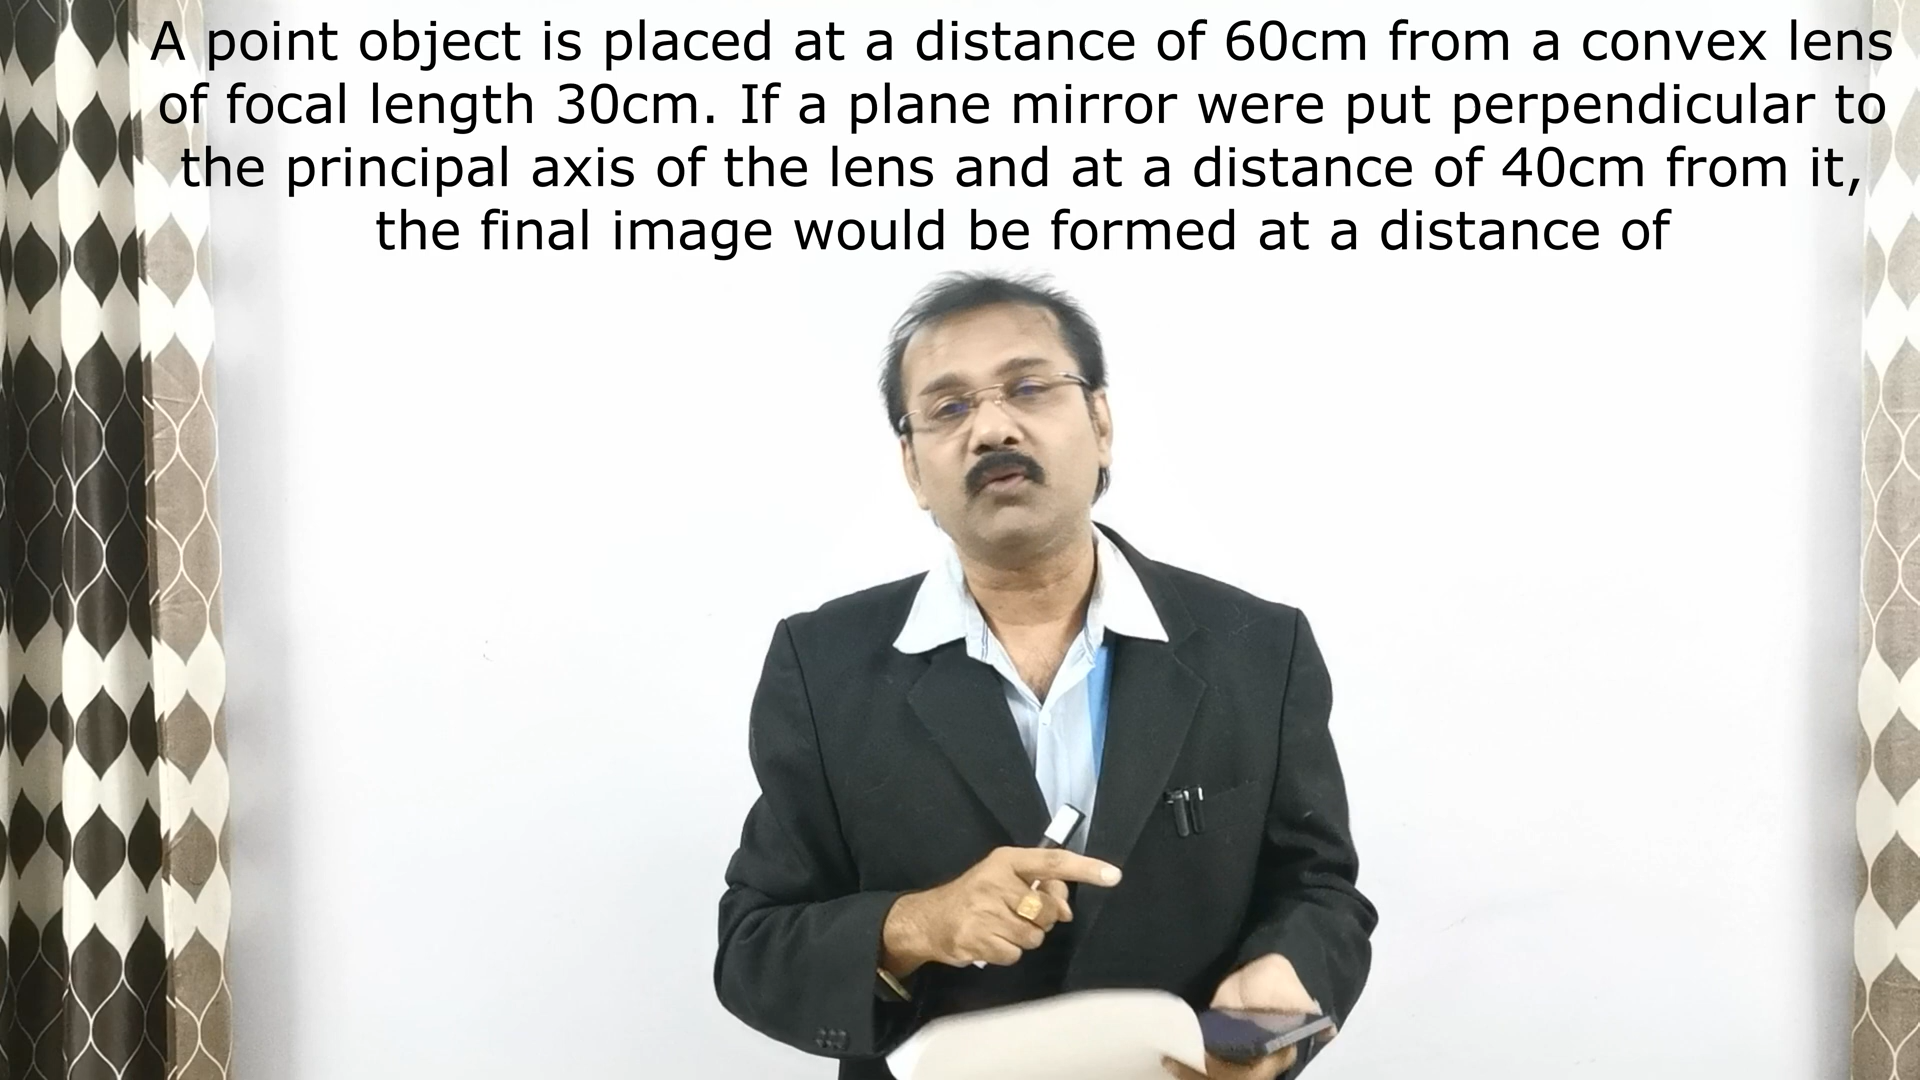 A point object is placed at a distance of 60cm from a convex lens
of focal length 30cm. If a plane mirror were put perpendicular to
the principal axis of the lens and at a distance of 40cm from it,
the final image would be formed at a distance of